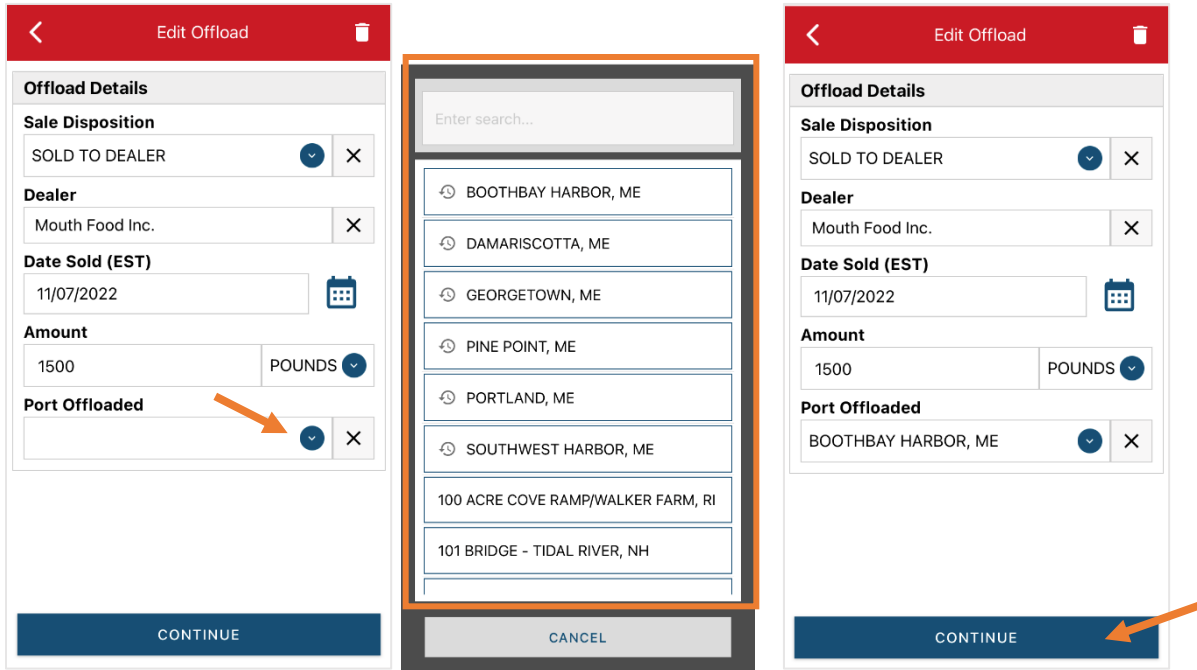 Edit Offload
Offload Details
Sale Disposition
SOLD TO DEALER
Dealer
Mouth Food Inc.
Date Sold (EST)
11/07/2022
Amount
1500 POUNDS
Port Offloaded
CONTINUE
Enter search...
BOOTHBAY HARBOR, ME
DAMARISCOTTA, ME
GEORGETOWN, ME
PINE POINT, ME
PORTLAND, ME
SOUTHWEST HARBOR, ME
100 ACRE COVE RAMP/WALKER FARM, RI
101 BRIDGE - TIDAL RIVER, NH
CANCEL
Edit Offload
Offload Details
Sale Disposition
SOLD TO DEALER
Dealer
Mouth Food Inc.
Date Sold (EST)
11/07/2022
Amount
1500 POUNDS
Port Offloaded
BOOTHBAY HARBOR, ME
CONTINUE